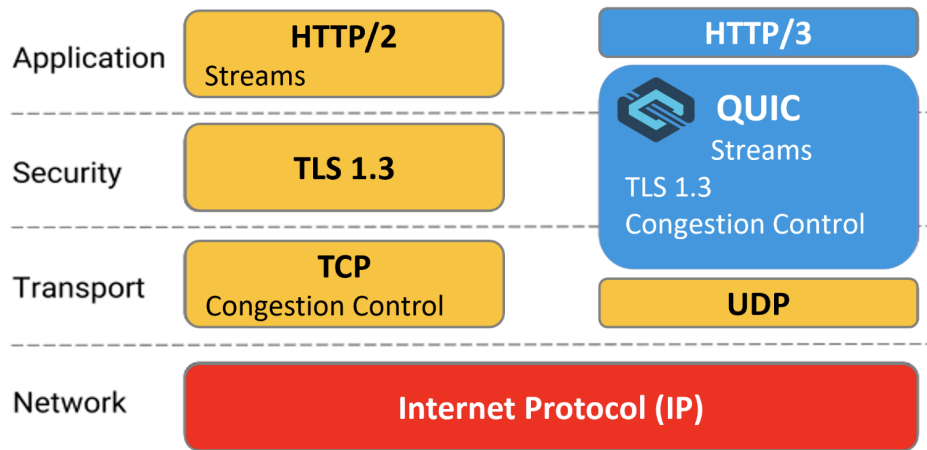 Application
HTTP/2
Streams
HTTP/3
QUIC
Streams
TLS 1.3
Congestion Control
Security
TLS 1.3
Transport
TCP
Congestion Control
UDP
Network
Internet Protocol (IP)